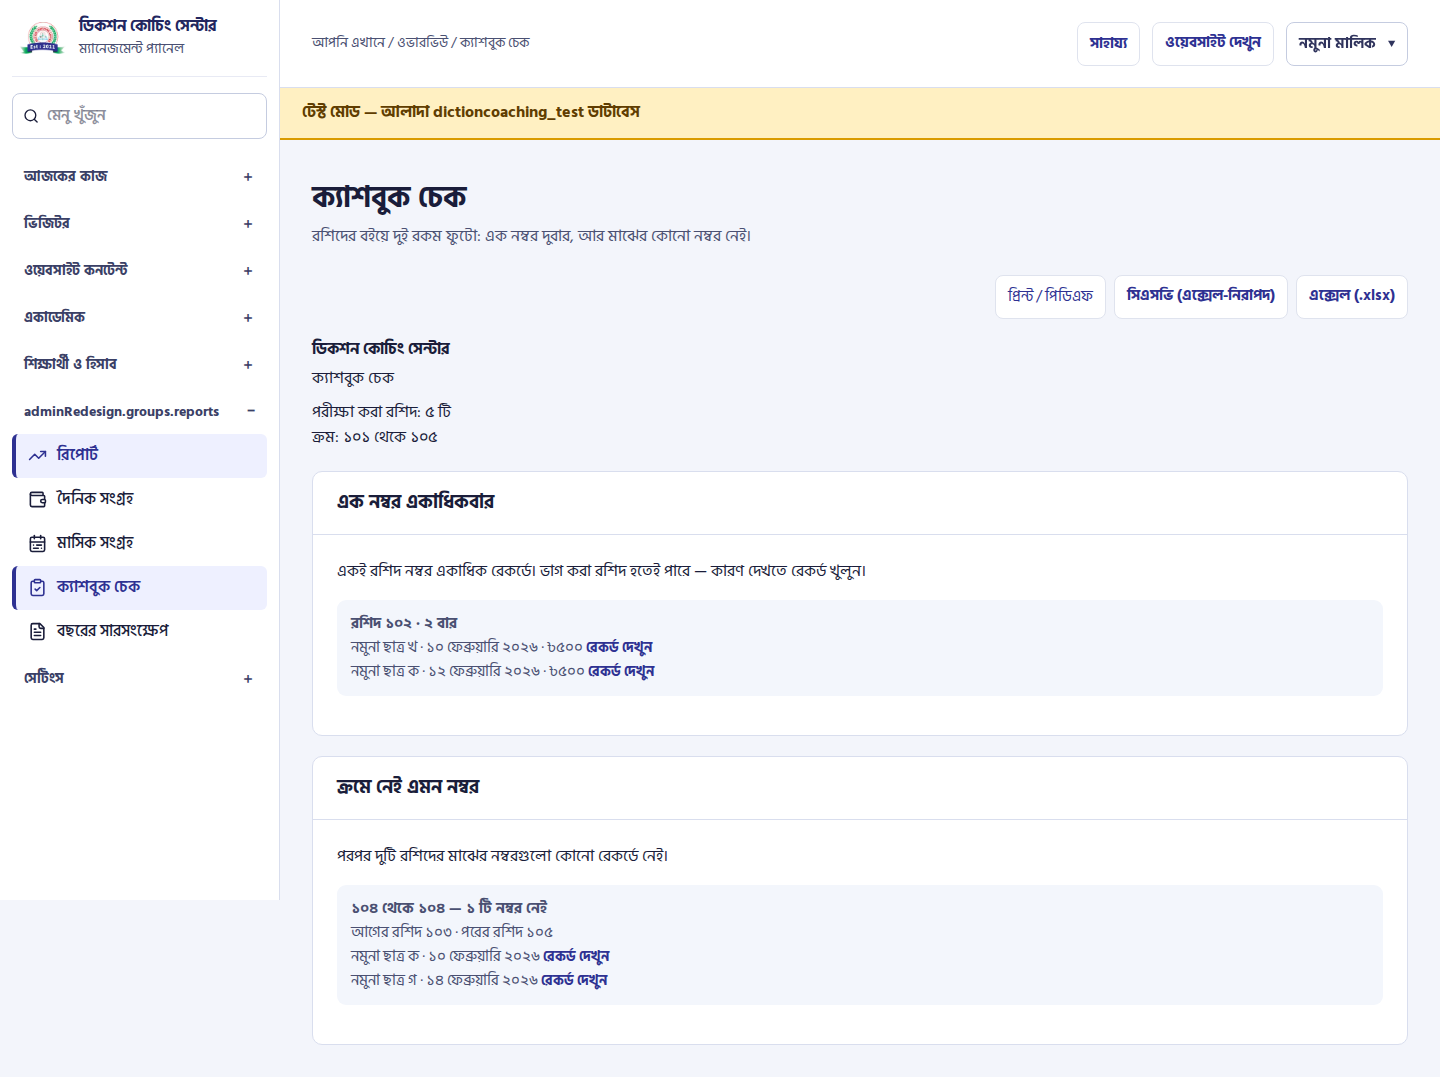 ডিকশন কোচিং সেন্টার
ম্যানেজমেন্ট প্যানেল
Est : 2011
মেনু খুঁজুন
আজকের কাজ +
ভিজিটর +
ওয়েবসাইট কনটেন্ট +
একাডেমিক +
শিক্ষার্থী ও হিসাব +
adminRedesign.groups.reports −
রিপোর্ট
দৈনিক সংগ্রহ
মাসিক সংগ্রহ
ক্যাশবুক চেক
বছরের সারসংক্ষেপ
সেটিংস +
আপনি এখানে / ওভারভিউ / ক্যাশবুক চেক
সাহায্য
ওয়েবসাইট দেখুন
নমুনা মালিক ▾
টেস্ট মোড — আলাদা dictioncoaching_test ডাটাবেস
ক্যাশবুক চেক
রশিদের বইয়ে দুই রকম ফুটো: এক নম্বর দুবার, আর মাঝের কোনো নম্বর নেই।
প্রিন্ট / পিডিএফ
সিএসভি (এক্সেল-নিরাপদ)
এক্সেল (.xlsx)
ডিকশন কোচিং সেন্টার
ক্যাশবুক চেক
পরীক্ষা করা রশিদ: ৫ টি
ক্রম: ১০১ থেকে ১০৫
এক নম্বর একাধিকবার
একই রশিদ নম্বর একাধিক রেকর্ডে। ভাগ করা রশিদ হতেই পারে — কারণ দেখতে রেকর্ড খুলুন।
রশিদ ১০২ · ২ বার
নমুনা ছাত্র খ · ১০ ফেব্রুয়ারি ২০২৬ · ৳৫০০ রেকর্ড দেখুন
নমুনা ছাত্র ক · ১২ ফেব্রুয়ারি ২০২৬ · ৳৫০০ রেকর্ড দেখুন
ক্রমে নেই এমন নম্বর
পরপর দুটি রশিদের মাঝের নম্বরগুলো কোনো রেকর্ডে নেই।
১০৪ থেকে ১০৪ — ১ টি নম্বর নেই
আগের রশিদ ১০৩ · পরের রশিদ ১০৫
নমুনা ছাত্র ক · ১০ ফেব্রুয়ারি ২০২৬ রেকর্ড দেখুন
নমুনা ছাত্র গ · ১৪ ফেব্রুয়ারি ২০২৬ রেকর্ড দেখুন